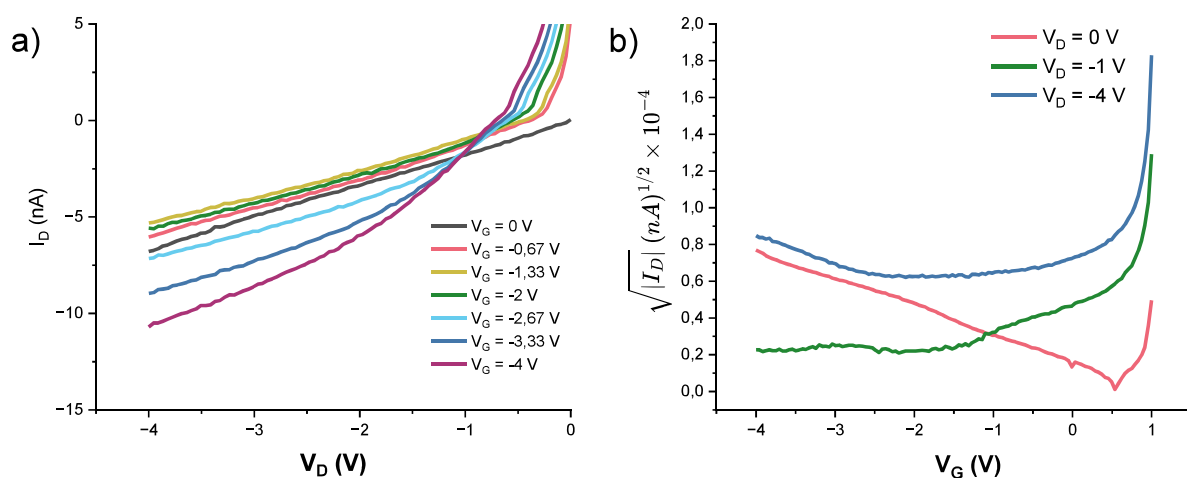 a)
5
0
−5
−10
−15
I_D (nA)
−4
−3
−2
−1
0
V_D (V)
V_G = 0 V
V_G = -0,67 V
V_G = -1,33 V
V_G = -2 V
V_G = -2,67 V
V_G = -3,33 V
V_G = -4 V
b)
2,0
1,8
1,6
1,4
1,2
1,0
0,8
0,6
0,4
0,2
0,0
√|I_D| (nA)^{1/2} × 10^{−4}
−4
−3
−2
−1
0
1
V_G (V)
V_D = 0 V
V_D = -1 V
V_D = -4 V